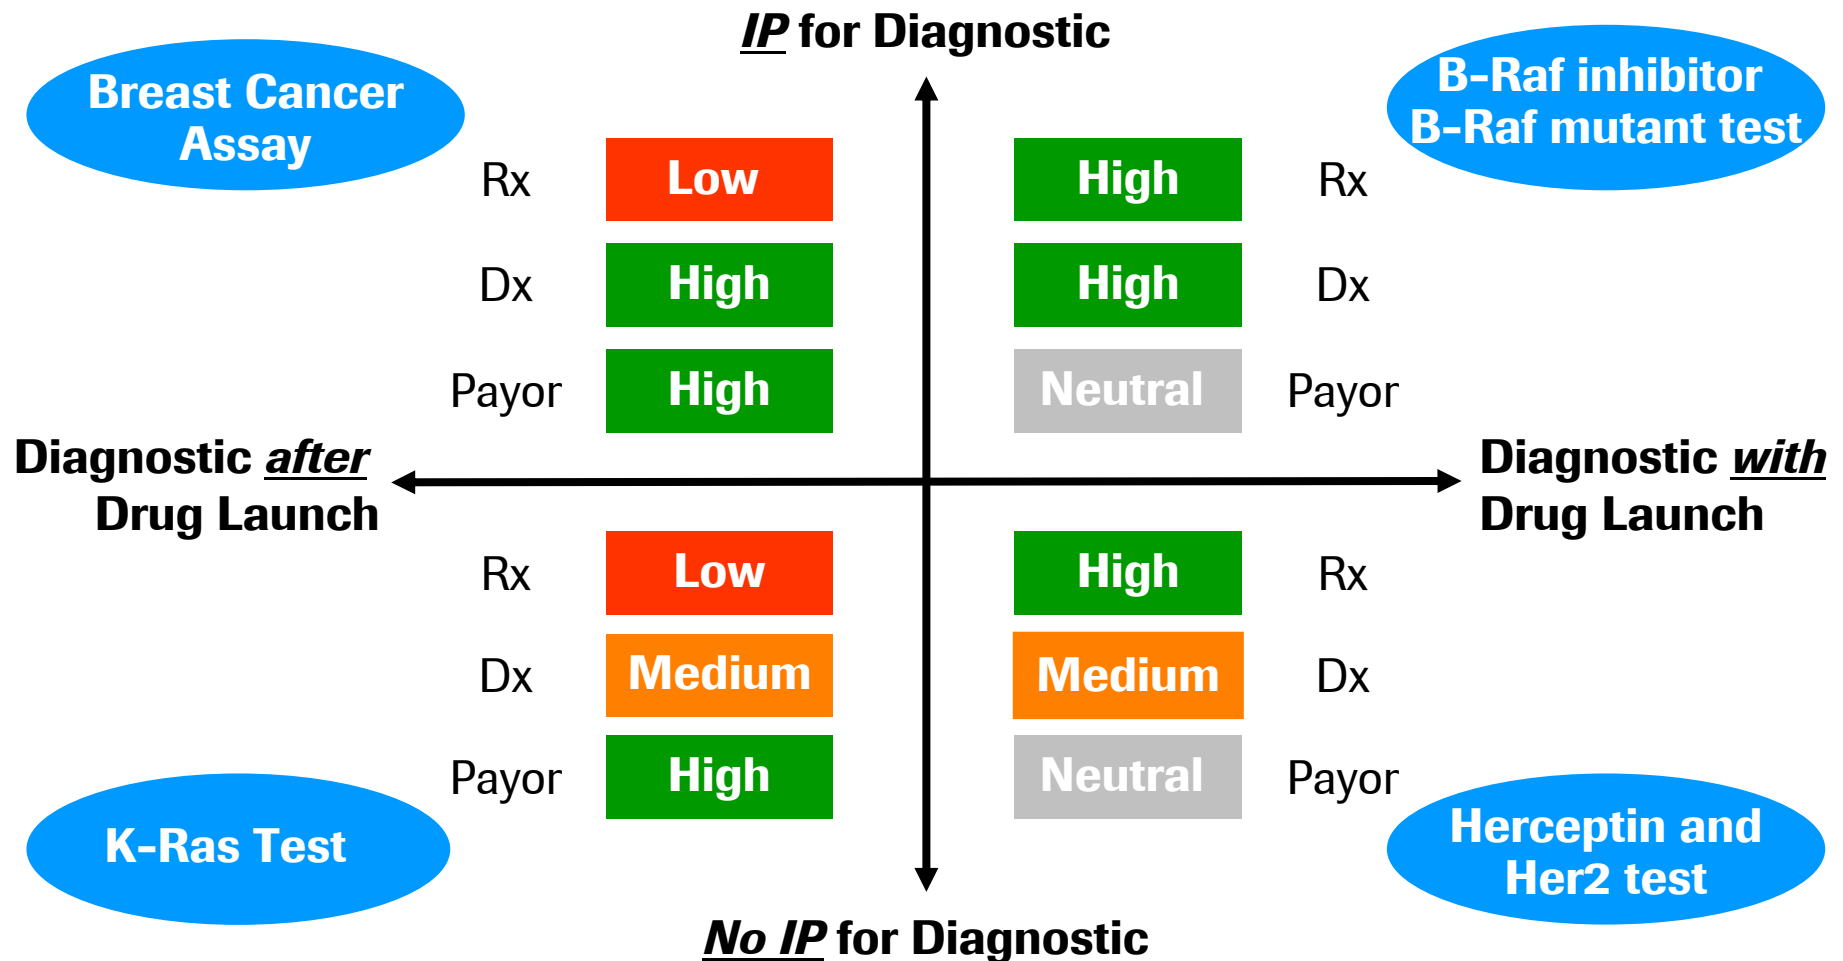 IP for Diagnostic
Breast Cancer
Assay
B-Raf inhibitor
B-Raf mutant test
Rx Low High Rx
Dx High High Dx
Payor High Neutral Payor
Diagnostic after
Drug Launch
Diagnostic with
Drug Launch
Rx Low High Rx
Dx Medium Medium Dx
Payor High Neutral Payor
K-Ras Test
Herceptin and
Her2 test
No IP for Diagnostic